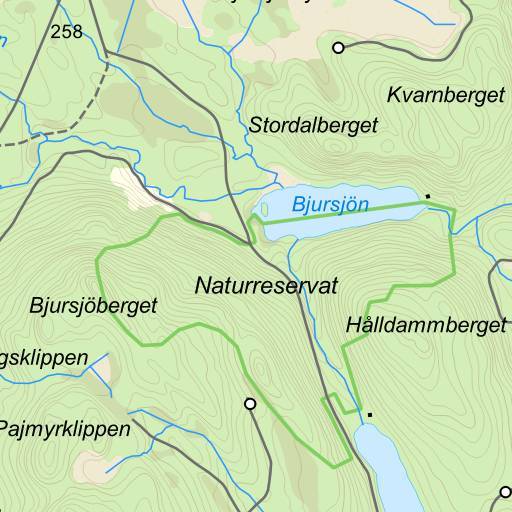 258
Kvarnberget
Stordalberget
Bjursjön
Naturreservat
Bjursjöberget
Hålldammberget
gsklippen
Pajmyrklippen